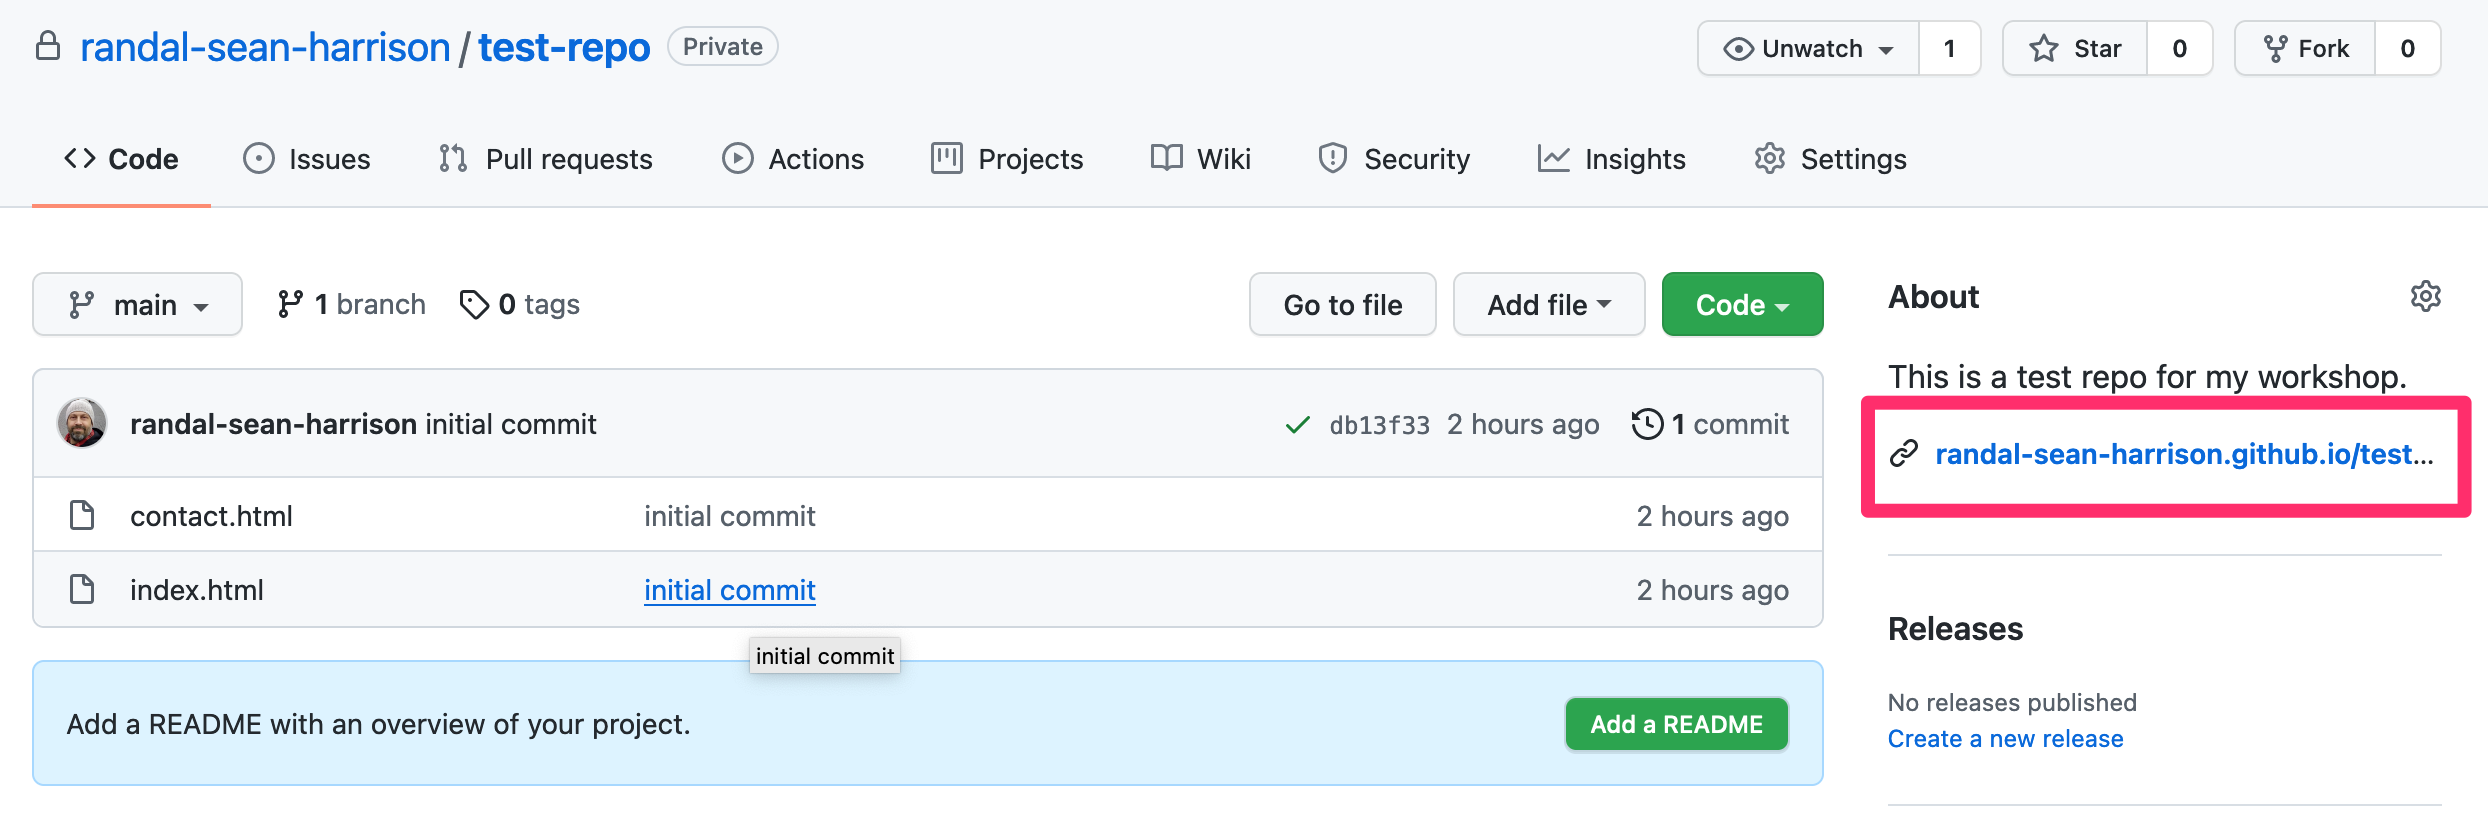 randal-sean-harrison / test-repo Private
Unwatch 1 Star 0 Fork 0
Code Issues Pull requests Actions Projects Wiki Security Insights Settings
main 1 branch 0 tags Go to file Add file Code
randal-sean-harrison initial commit db13f33 2 hours ago 1 commit
contact.html initial commit 2 hours ago
index.html initial commit 2 hours ago
initial commit
Add a README with an overview of your project. Add a README
About
This is a test repo for my workshop.
randal-sean-harrison.github.io/test...
Releases
No releases published
Create a new release